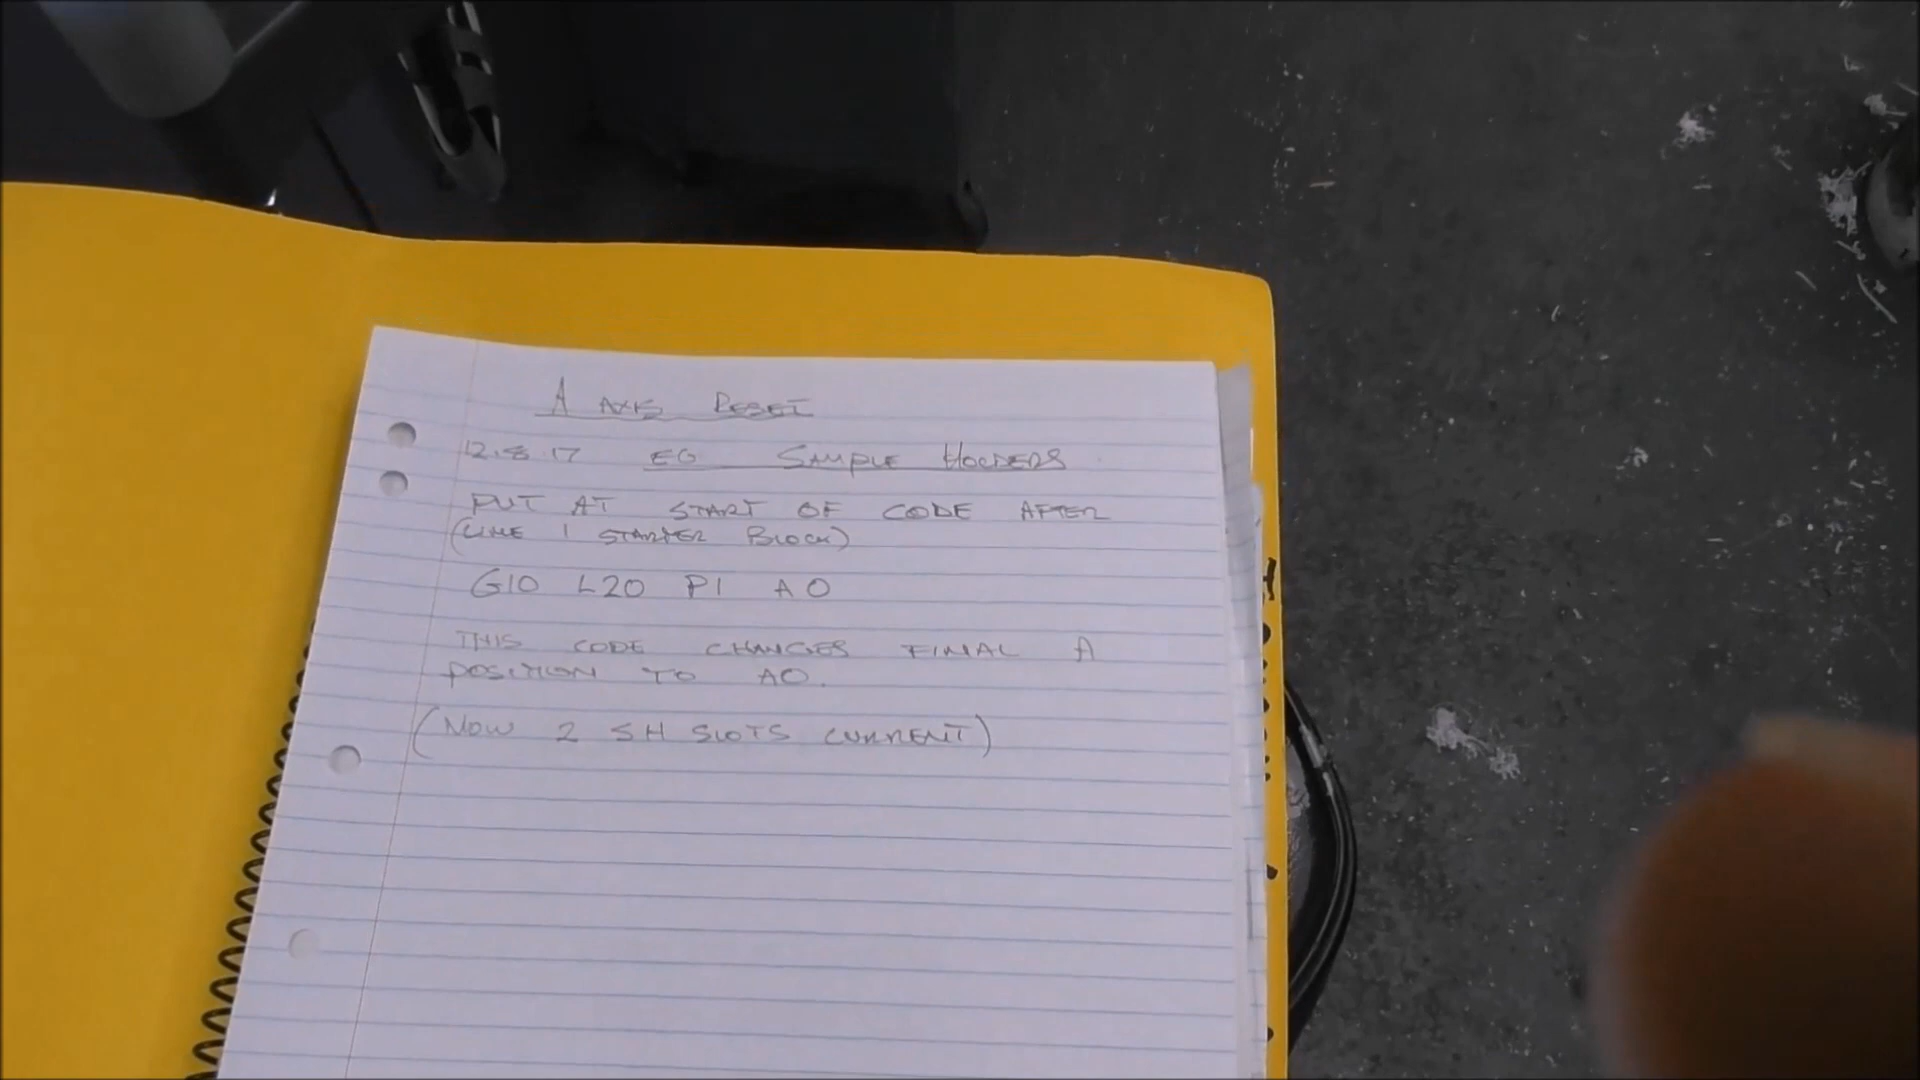 A AXIS RESET
12.8.17 EG SAMPLE HOLDERS
PUT AT START OF CODE AFTER
(LINE 1 STARTER BLOCK)
G10 L20 P1 A0
THIS CODE CHANGES FINAL A
POSITION TO A0.
(NOW 2 SH SLOTS CURRENT)